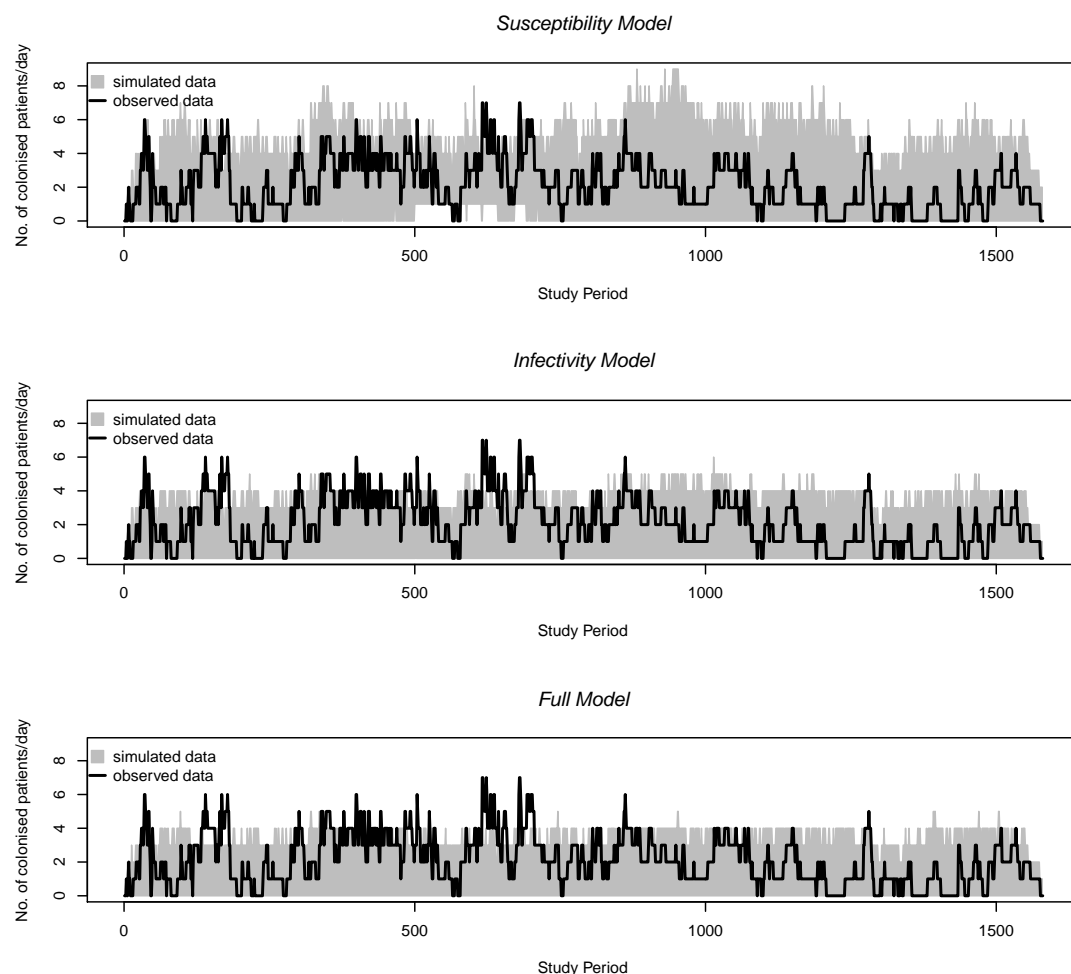 Susceptibility Model
No. of colonised patients/day
8
6
4
2
0
simulated data
observed data
0 500 1000 1500
Study Period
Infectivity Model
No. of colonised patients/day
8
6
4
2
0
simulated data
observed data
0 500 1000 1500
Study Period
Full Model
No. of colonised patients/day
8
6
4
2
0
simulated data
observed data
0 500 1000 1500
Study Period